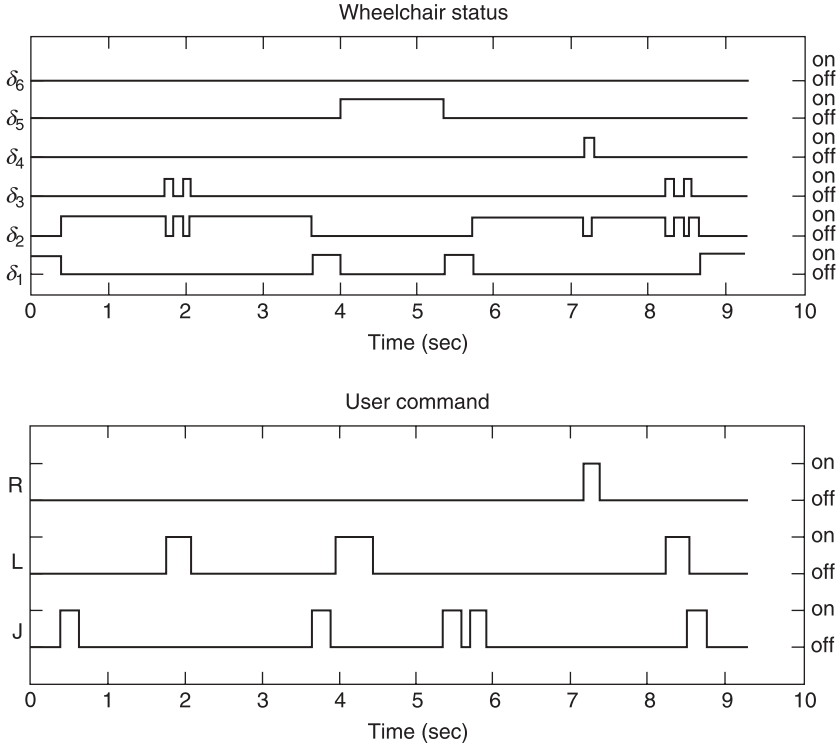 Wheelchair status
on
δ6 off
on
δ5 off
on
δ4 off
on
δ3 off
on
δ2 off
on
δ1 off
0 1 2 3 4 5 6 7 8 9 10
Time (sec)
User command
on
R off
on
L off
on
J off
0 1 2 3 4 5 6 7 8 9 10
Time (sec)